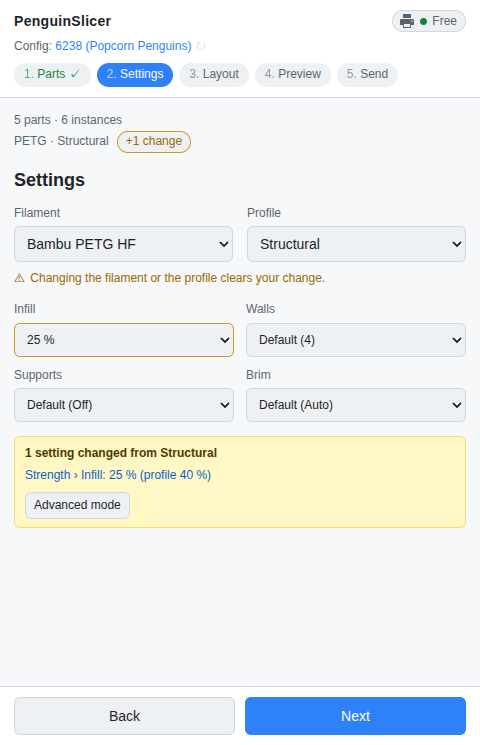 PenguinSlicer
Free
Config: 6238 (Popcorn Penguins)
1. Parts ✓
2. Settings
3. Layout
4. Preview
5. Send
5 parts · 6 instances
PETG · Structural
+1 change
Settings
Filament
Profile
Bambu PETG HF
Structural
⚠ Changing the filament or the profile clears your change.
Infill
Walls
25 %
Default (4)
Supports
Brim
Default (Off)
Default (Auto)
1 setting changed from Structural
Strength › Infill: 25 % (profile 40 %)
Advanced mode
Back
Next